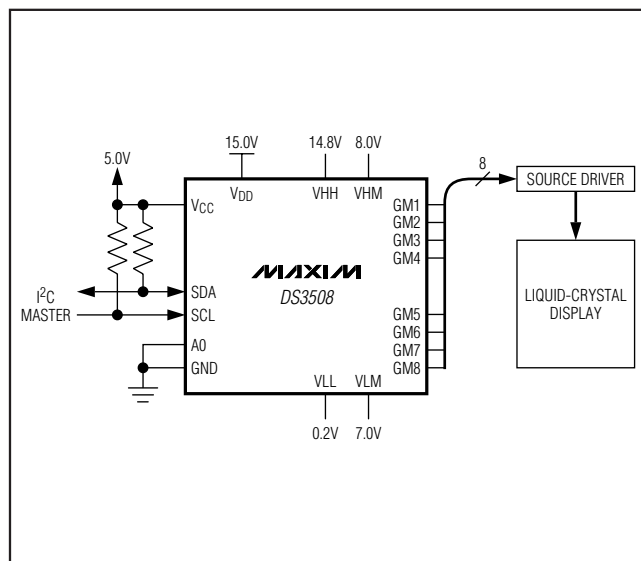 5.0V
15.0V
14.8V
8.0V
VCC
VDD
VHH
VHM
GM1
GM2
GM3
GM4
8
SOURCE DRIVER
MAXIM
DS3508
I2C
MASTER
SDA
SCL
A0
GND
GM5
GM6
GM7
GM8
LIQUID-CRYSTAL
DISPLAY
VLL
VLM
0.2V
7.0V